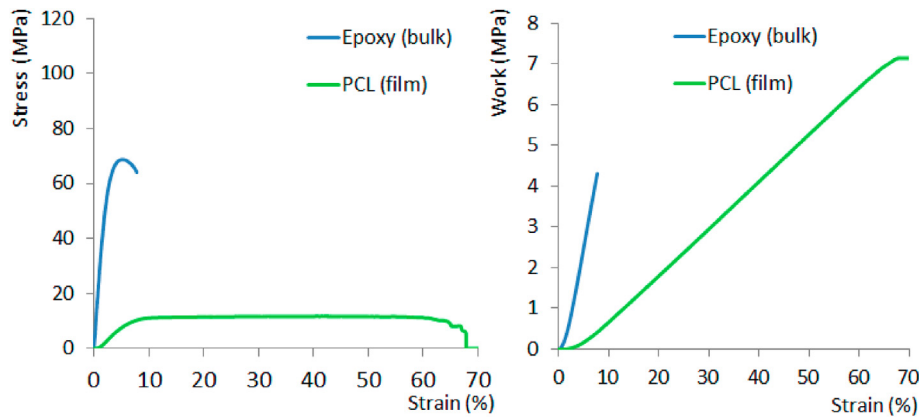 Stress (MPa)
120
100
80
60
40
20
0
Epoxy (bulk)
PCL (film)
0 10 20 30 40 50 60 70
Strain (%)
Work (MPa)
8
7
6
5
4
3
2
1
0
Epoxy (bulk)
PCL (film)
0 10 20 30 40 50 60 70
Strain (%)